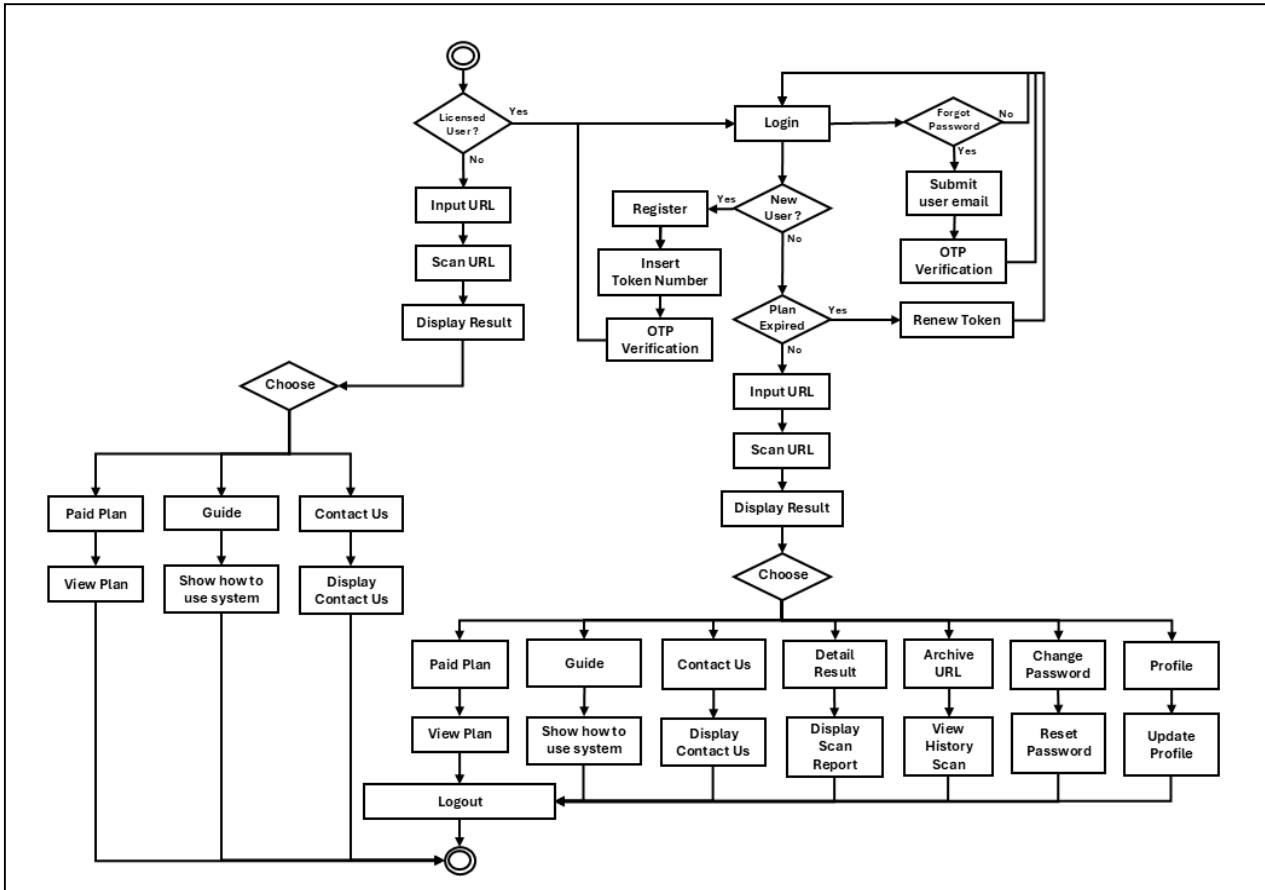 Licensed
User?
Yes
No
Input URL
Scan URL
Display Result
Choose
Paid Plan
Guide
Contact Us
View Plan
Show how to
use system
Display
Contact Us
Login
Forgot
Password
No
Yes
Submit
user email
OTP
Verification
New
User?
Yes
No
Register
Insert
Token Number
OTP
Verification
Plan
Expired
Yes
No
Renew Token
Input URL
Scan URL
Display Result
Choose
Paid Plan
Guide
Contact Us
Detail
Result
Archive
URL
Change
Password
Profile
View Plan
Show how to
use system
Display
Contact Us
Display
Scan
Report
View
History
Scan
Reset
Password
Update
Profile
Logout